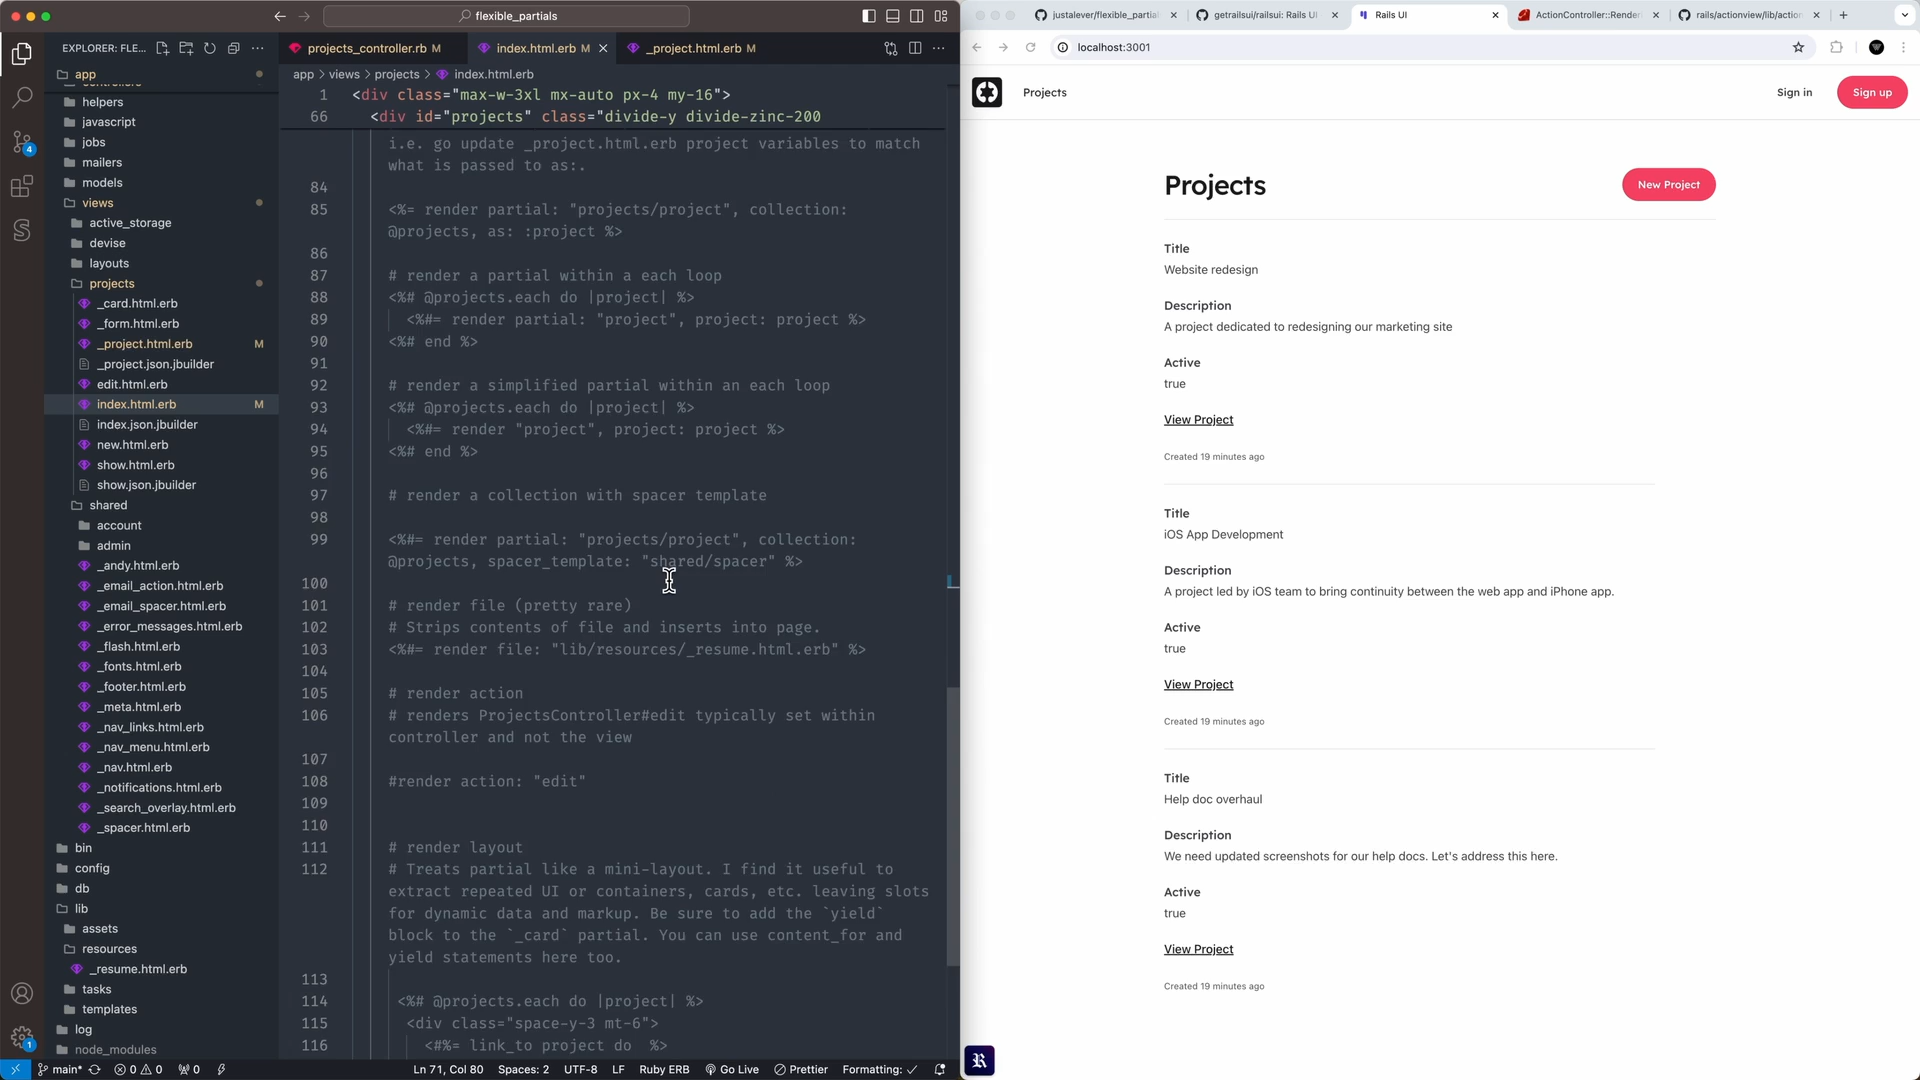 flexible_partials
EXPLORER: FLE...
app
controllers
helpers
javascript
jobs
mailers
models
views
active_storage
devise
layouts
projects
_card.html.erb
_form.html.erb
_project.html.erb M
_project.json.jbuilder
edit.html.erb
index.html.erb M
index.json.jbuilder
new.html.erb
show.html.erb
show.json.jbuilder
shared
account
admin
_andy.html.erb
_email_action.html.erb
_email_spacer.html.erb
_error_messages.html.erb
_flash.html.erb
_fonts.html.erb
_footer.html.erb
_meta.html.erb
_nav_links.html.erb
_nav_menu.html.erb
_nav.html.erb
_notifications.html.erb
_search_overlay.html.erb
_spacer.html.erb
bin
config
db
lib
assets
resources
_resume.html.erb
tasks
templates
log
node_modules
4
1
projects_controller.rb M
index.html.erb M
_project.html.erb M
app > views > projects > index.html.erb
1 <div class="max-w-3xl mx-auto px-4 my-16">
66 <div id="projects" class="divide-y divide-zinc-200
i.e. go update _project.html.erb project variables to match
what is passed to as:.
84
85 <%= render partial: "projects/project", collection:
@projects, as: :project %>
86
87 # render a partial within a each loop
88 <%# @projects.each do |project| %>
89 <%#= render partial: "project", project: project %>
90 <%# end %>
91
92 # render a simplified partial within an each loop
93 <%# @projects.each do |project| %>
94 <%#= render "project", project: project %>
95 <%# end %>
96
97 # render a collection with spacer template
98
99 <%#= render partial: "projects/project", collection:
@projects, spacer_template: "shared/spacer" %>
100
101 # render file (pretty rare)
102 # Strips contents of file and inserts into page.
103 <%#= render file: "lib/resources/_resume.html.erb" %>
104
105 # render action
106 # renders ProjectsController#edit typically set within
controller and not the view
107
108 #render action: "edit"
109
110
111 # render layout
112 # Treats partial like a mini-layout. I find it useful to
extract repeated UI or containers, cards, etc. leaving slots
for dynamic data and markup. Be sure to add the `yield`
block to the `_card` partial. You can use content_for and
yield statements here too.
113
114 <%# @projects.each do |project| %>
115 <div class="space-y-3 mt-6">
116 <#%= link_to project do %>
main* 0 0 0 Ln 71, Col 80 Spaces: 2 UTF-8 LF Ruby ERB Go Live Prettier Formatting:
justalever/flexible_partia
getrailsui/railsui: Rails UI
Rails UI
ActionController::Render
rails/actionview/lib/action
localhost:3001
Projects
Sign in
Sign up
Projects
New Project
Title
Website redesign
Description
A project dedicated to redesigning our marketing site
Active
true
View Project
Created 19 minutes ago
Title
iOS App Development
Description
A project led by iOS team to bring continuity between the web app and iPhone app.
Active
true
View Project
Created 19 minutes ago
Title
Help doc overhaul
Description
We need updated screenshots for our help docs. Let's address this here.
Active
true
View Project
Created 19 minutes ago